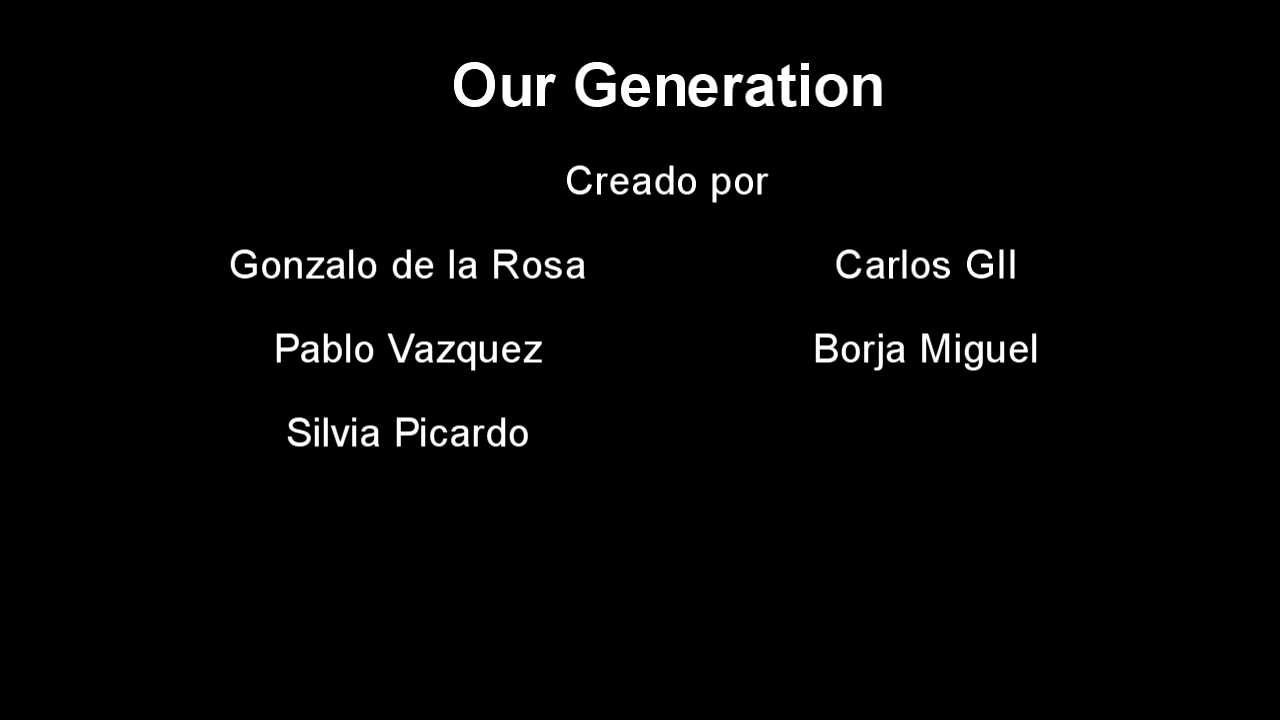 Our Generation
Creado por
Gonzalo de la Rosa
Carlos GIl
Pablo Vazquez
Borja Miguel
Silvia Picardo